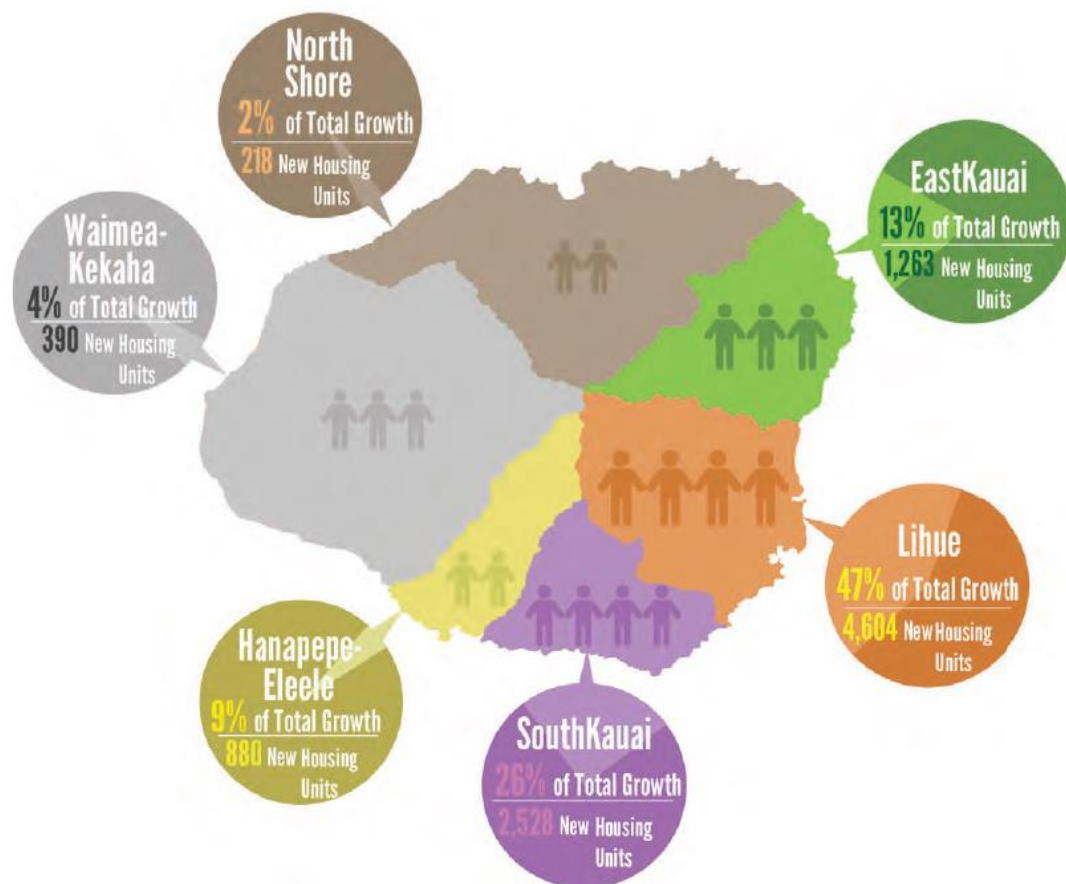 North
Shore
2% of Total Growth
218 New Housing
Units
EastKauai
13% of Total Growth
1,263 New Housing
Units
Waimea-
Kekaha
4% of Total Growth
390 New Housing
Units
Lihue
47% of Total Growth
4,604 New Housing
Units
Hanapepe-
Eleele
9% of Total Growth
880 New Housing
Units
SouthKauai
26% of Total Growth
2,528 New Housing
Units